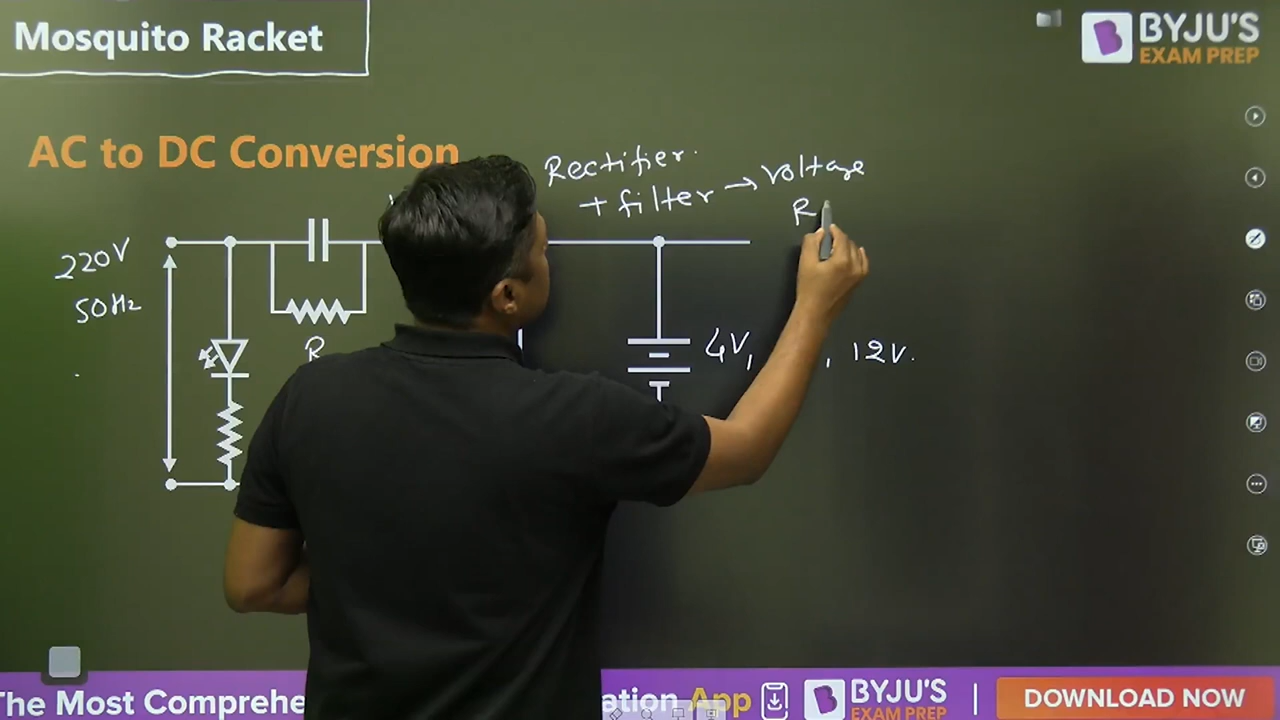 Mosquito Racket
BYJU'S
EXAM PREP
AC to DC Conversion
Rectifier.
+ filter → voltage
R
220V
50Hz
R
4V, , 12V.
The Most Comprehe
ation App
BYJU'S
EXAM PREP
DOWNLOAD NOW